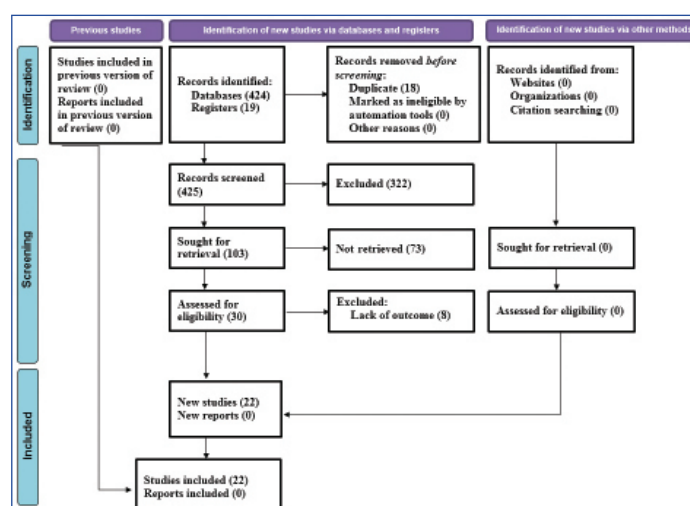 Previous studies
Identification of new studies via databases and registers
Identification of new studies via other methods
Identification
Studies included in
previous version of
review (0)
Reports included
in previous version
of review (0)
Records identified:
Databases (424)
Registers (19)
Records removed before
screening:
Duplicate (18)
Marked as ineligible by
automation tools
(0)
Other reasons (0)
Records identified from:
Websites (0)
Organizations (0)
Citation searching (0)
Screening
Records screened
(425)
Excluded (322)
Sought for
retrieval (103)
Not retrieved (73)
Sought for retrieval (0)
Assessed for
eligibility (30)
Excluded:
Lack of outcome (8)
Assessed for eligibility (0)
Included
New studies (22)
New reports (0)
Studies included (22)
Reports included (0)